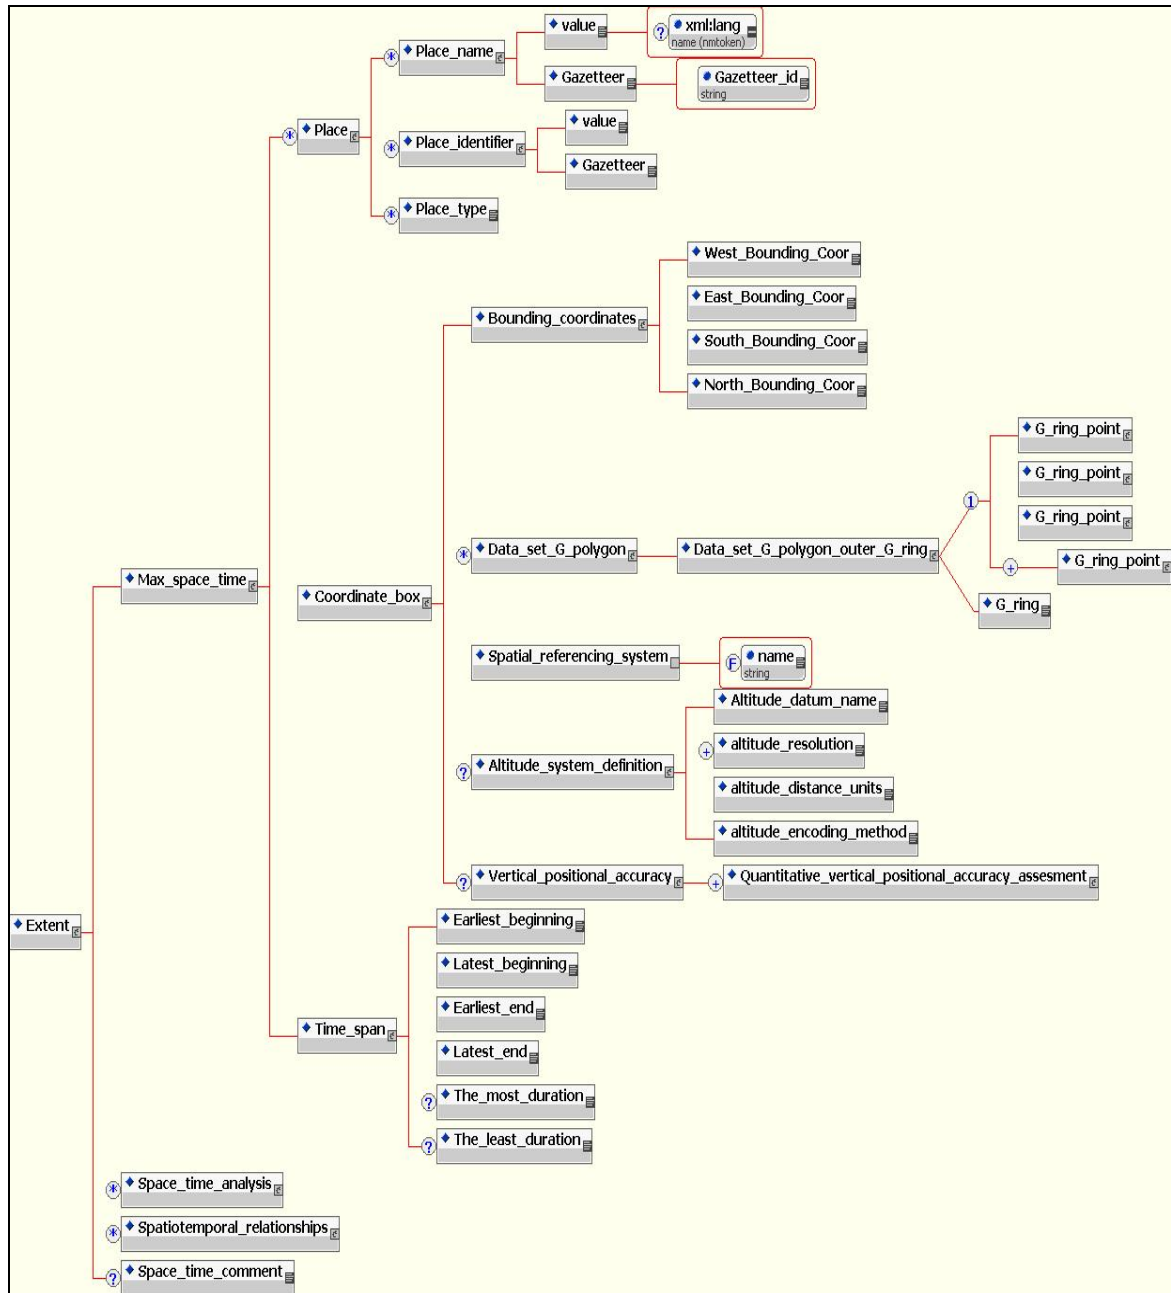 value
? xml:lang
name (nmtoken)
* Place_name
Gazetteer
Gazetteer_id
string
* Place
* Place_identifier
value
Gazetteer
* Place_type
West_Bounding_Coor
East_Bounding_Coor
Bounding_coordinates
South_Bounding_Coor
North_Bounding_Coor
G_ring_point
G_ring_point
1
G_ring_point
* Data_set_G_polygon
Data_set_G_polygon_outer_G_ring
+ G_ring_point
Max_space_time
Coordinate_box
G_ring
Spatial_referencing_system
F name
string
Altitude_datum_name
+ altitude_resolution
? Altitude_system_definition
altitude_distance_units
altitude_encoding_method
? Vertical_positional_accuracy
+ Quantitative_vertical_positional_accuracy_assesment
Extent
Earliest_beginning
Latest_beginning
Earliest_end
Time_span
Latest_end
? The_most_duration
? The_least_duration
* Space_time_analysis
* Spatiotemporal_relationships
? Space_time_comment